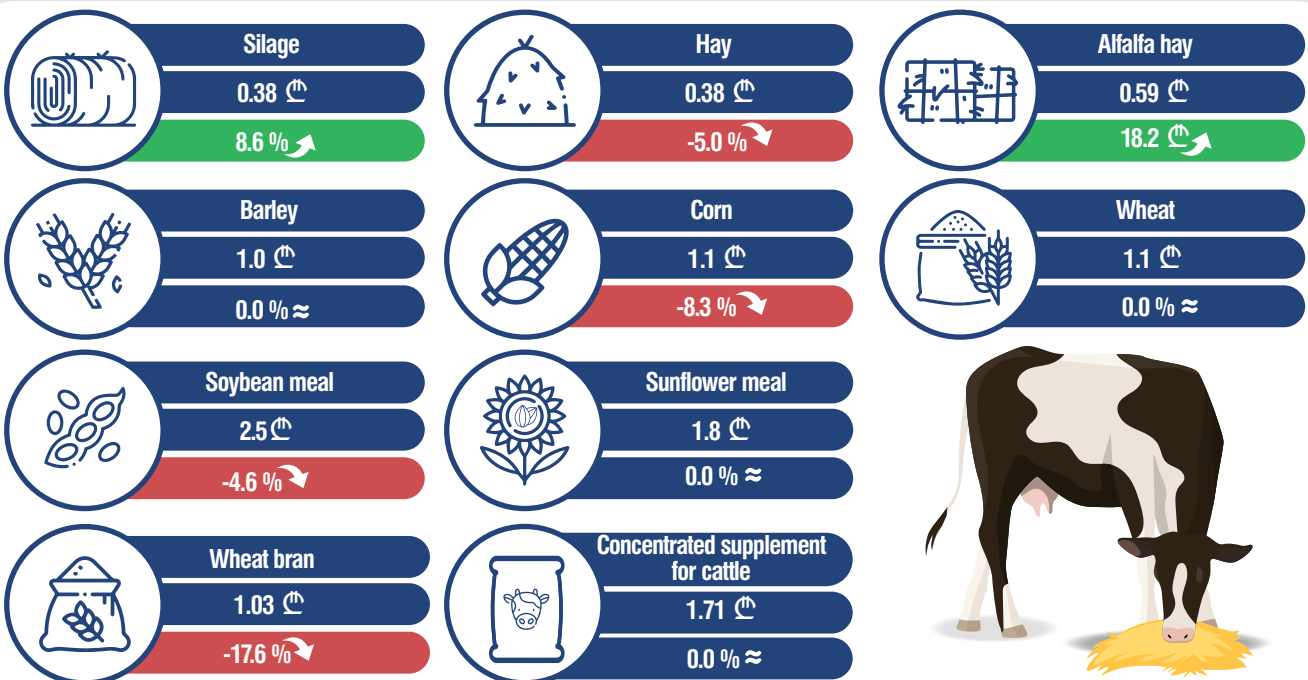 Silage
0.38 ₾
8.6 %
Hay
0.38 ₾
-5.0 %
Alfalfa hay
0.59 ₾
18.2 ₾
Barley
1.0 ₾
0.0 % ≈
Corn
1.1 ₾
-8.3 %
Wheat
1.1 ₾
0.0 % ≈
Soybean meal
2.5₾
-4.6 %
Sunflower meal
1.8 ₾
0.0 % ≈
Wheat bran
1.03 ₾
-17.6 %
Concentrated supplement
for cattle
1.71 ₾
0.0 % ≈